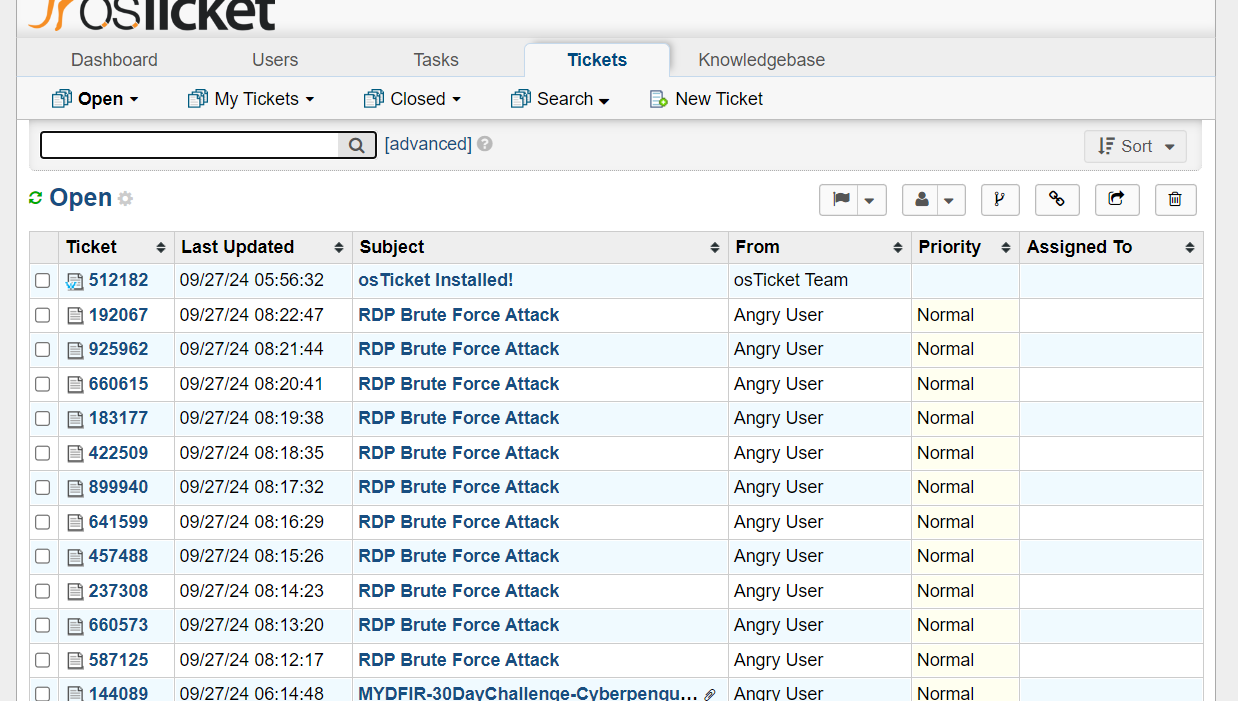 osTicket
Dashboard Users Tasks Tickets Knowledgebase
Open My Tickets Closed Search New Ticket
[advanced] ? Sort
Open
Ticket Last Updated Subject From Priority Assigned To
512182 09/27/24 05:56:32 osTicket Installed! osTicket Team
192067 09/27/24 08:22:47 RDP Brute Force Attack Angry User Normal
925962 09/27/24 08:21:44 RDP Brute Force Attack Angry User Normal
660615 09/27/24 08:20:41 RDP Brute Force Attack Angry User Normal
183177 09/27/24 08:19:38 RDP Brute Force Attack Angry User Normal
422509 09/27/24 08:18:35 RDP Brute Force Attack Angry User Normal
899940 09/27/24 08:17:32 RDP Brute Force Attack Angry User Normal
641599 09/27/24 08:16:29 RDP Brute Force Attack Angry User Normal
457488 09/27/24 08:15:26 RDP Brute Force Attack Angry User Normal
237308 09/27/24 08:14:23 RDP Brute Force Attack Angry User Normal
660573 09/27/24 08:13:20 RDP Brute Force Attack Angry User Normal
587125 09/27/24 08:12:17 RDP Brute Force Attack Angry User Normal
144089 09/27/24 06:14:48 MYDFIR-30DayChallenge-Cyberpengu... Angry User Normal